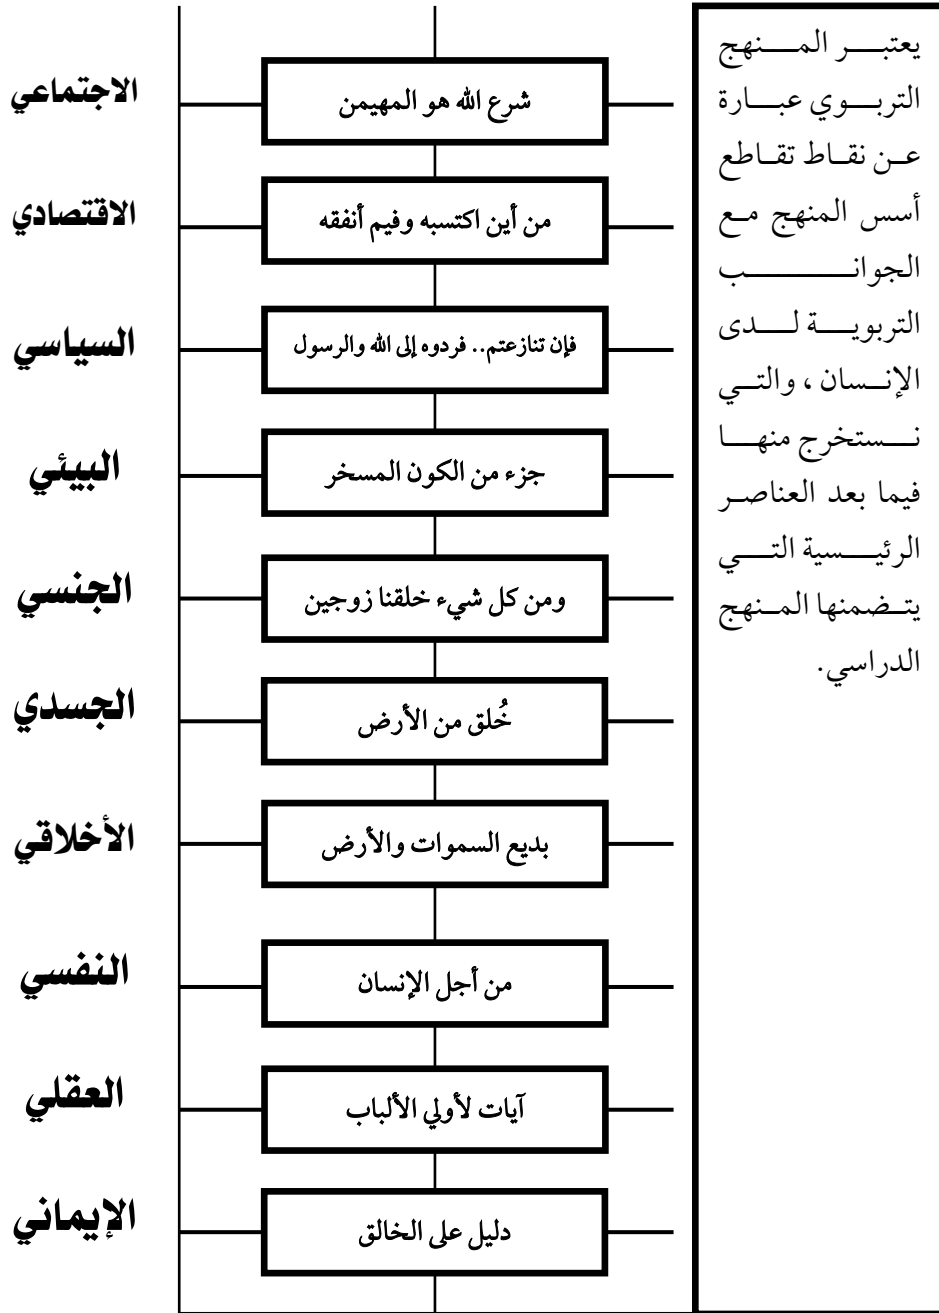 يعتبر المنهج
التربوي عبارة
عن نقاط تقاطع
أسس المنهج مع
الجوانب
التربوية لدى
الإنسان ، والتي
نستخرج منها
فيما بعد العناصر
الرئيسية التي
يتضمنها المنهج
الدراسي.
شرع الله هو المهيمن
الاجتماعي
من أين اكتسبه وفيم أنفقه
الاقتصادي
فإن تنازعتم.. فردوه إلى الله والرسول
السياسي
جزء من الكون المسخر
البيئي
ومن كل شيء خلقنا زوجين
الجنسي
خُلق من الأرض
الجسدي
بديع السموات والأرض
الأخلاقي
من أجل الإنسان
النفسي
آيات لأولي الألباب
العقلي
دليل على الخالق
الإيماني